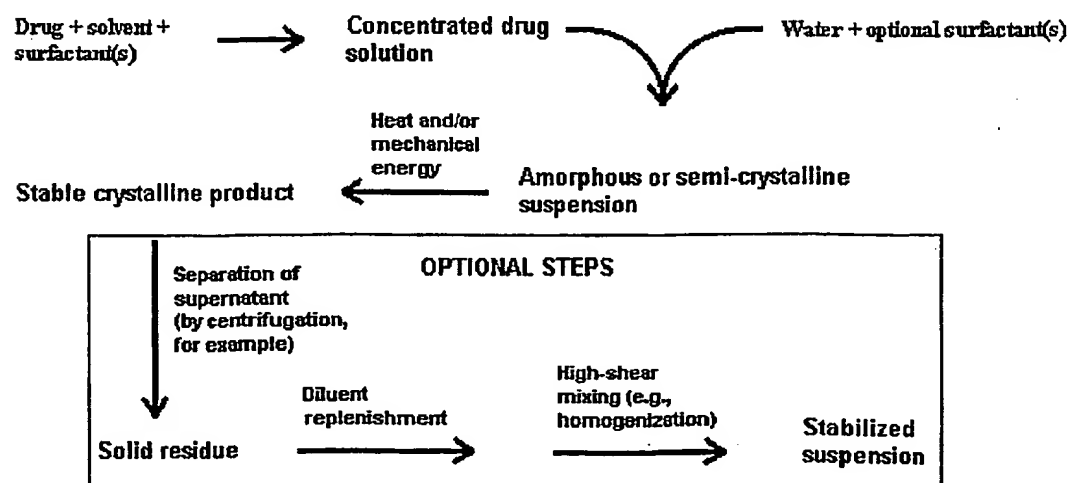 Drug + solvent +
surfactant(s)
Concentrated drug
solution
Water + optional surfactant(s)
Heat and/or
mechanical
energy
Stable crystalline product
Amorphous or semi-crystalline
suspension
OPTIONAL STEPS
Separation of
supernatant
(by centrifugation,
for example)
Diluent
replenishment
High-shear
mixing (e.g.,
homogenization)
Solid residue
Stabilized
suspension